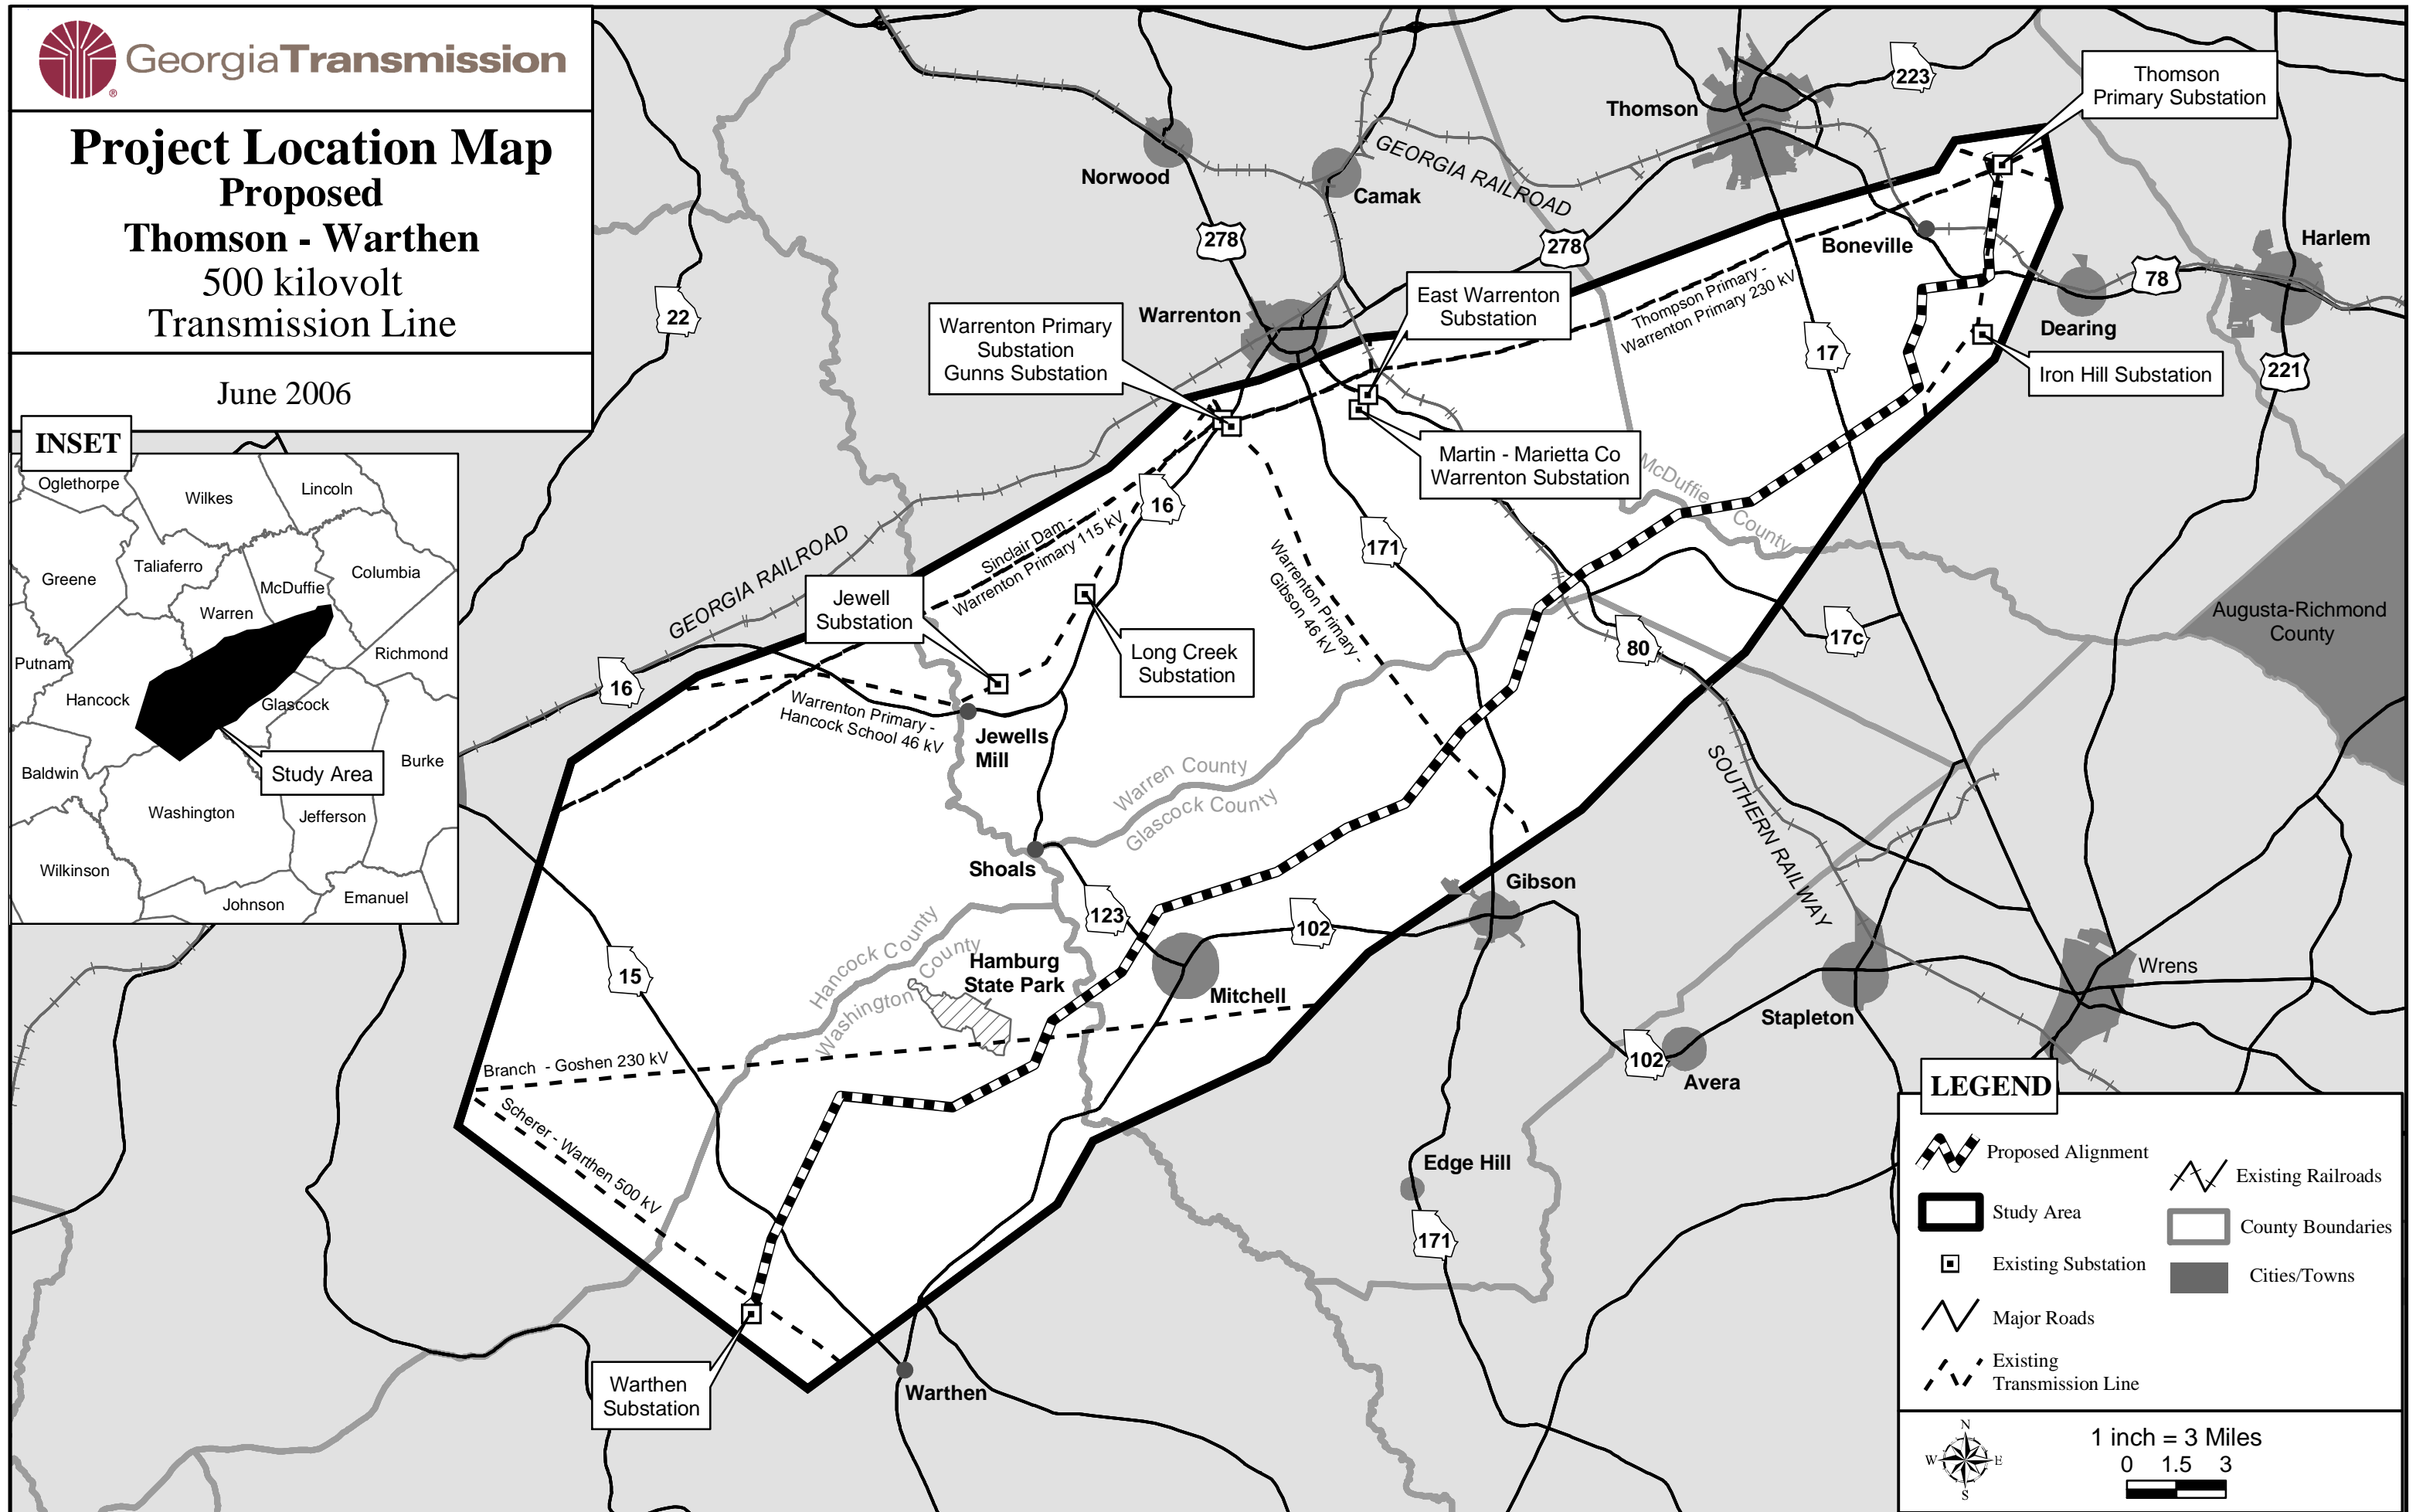 GeorgiaTransmission
®
Project Location Map
Proposed
Thomson - Warthen
500 kilovolt
Transmission Line
June 2006
INSET
Oglethorpe
Wilkes
Lincoln
Greene
Taliaferro
McDuffie
Columbia
Warren
Putnam
Richmond
Hancock
Glascock
Baldwin
Study Area
Burke
Washington
Jefferson
Wilkinson
Johnson
Emanuel
223
Thomson
Primary Substation
Thomson
Norwood
Camak
GEORGIA RAILROAD
278
278
Boneville
Harlem
78
Dearing
221
22
Warrenton
East Warrenton
Substation
Thompson Primary -
Warrenton Primary 230 kV
17
Iron Hill Substation
Warrenton Primary
Substation
Gunns Substation
Martin - Marietta Co
Warrenton Substation
McDuffie
County
16
171
Sinclair Dam -
Warrenton Primary 115 kV
Warrenton Primary -
Gibson 46 kV
GEORGIA RAILROAD
Jewell
Substation
Long Creek
Substation
80
17c
Augusta-Richmond
County
16
Warrenton Primary -
Hancock School 46 kV
Jewells
Mill
Warren County
Glascock County
SOUTHERN RAILWAY
Shoals
Gibson
123
102
Hancock County
Washington County
Hamburg
State Park
Mitchell
15
Wrens
Stapleton
102
Avera
Branch - Goshen 230 kV
Scherer - Warthen 500 kV
Edge Hill
171
Warthen
Substation
Warthen
LEGEND
Proposed Alignment
Study Area
Existing Substation
Major Roads
Existing
Transmission Line
Existing Railroads
County Boundaries
Cities/Towns
N
W
E
S
1 inch = 3 Miles
0 1.5 3